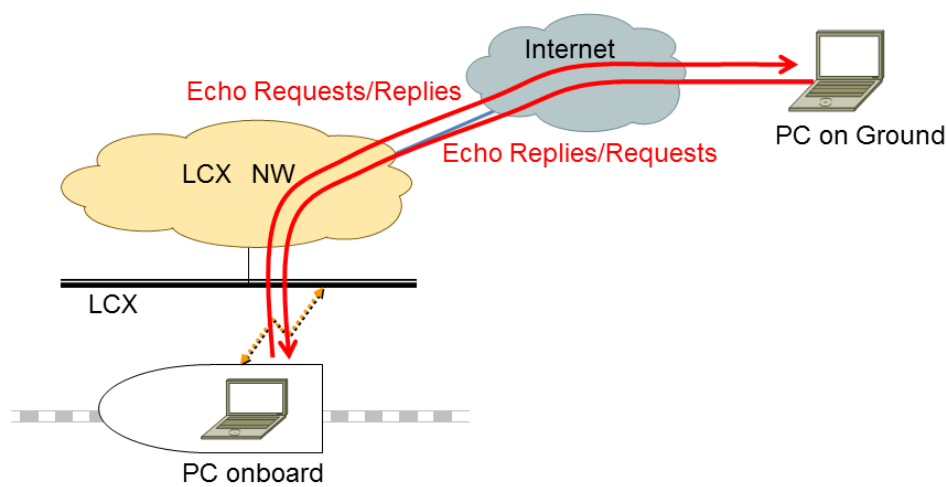 Internet
Echo Requests/Replies
PC on Ground
Echo Replies/Requests
LCX NW
LCX
PC onboard